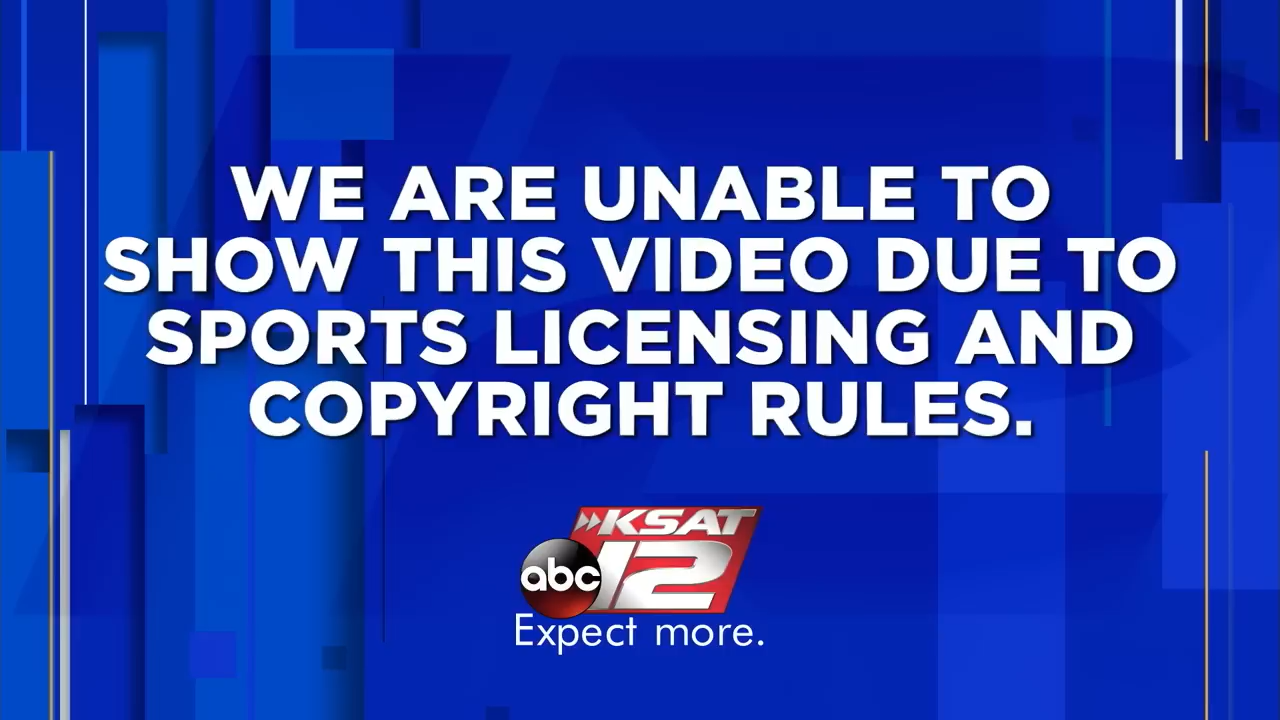 WE ARE UNABLE TO
SHOW THIS VIDEO DUE TO
SPORTS LICENSING AND
COPYRIGHT RULES.
KSAT
abc 12
Expect more.